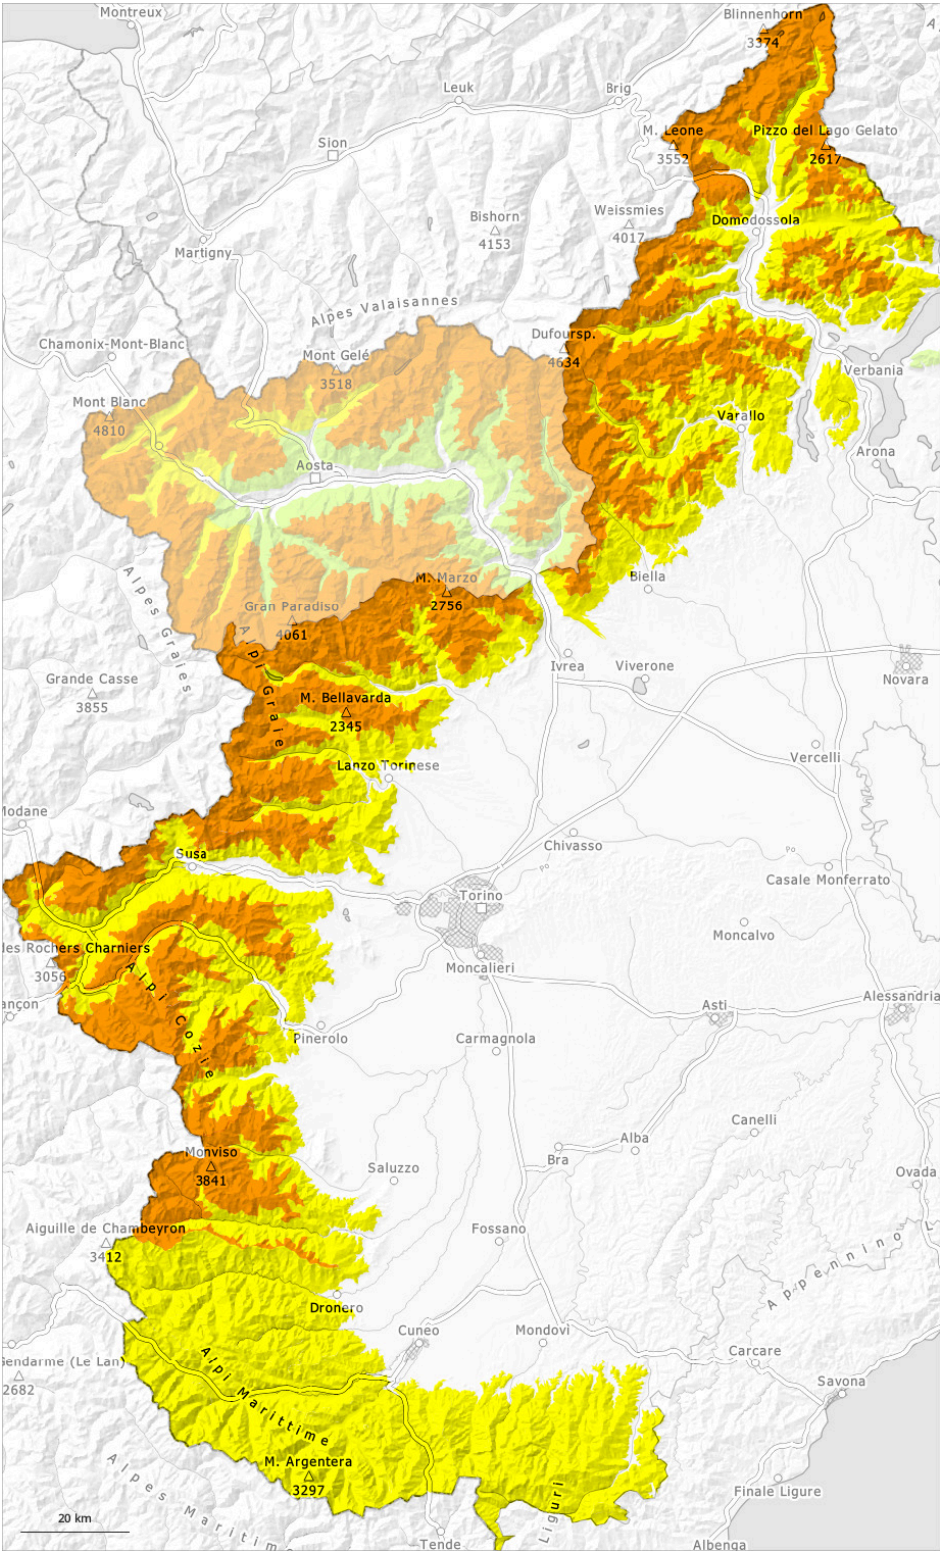 Montreux
Blinnenhorn
3374
Leuk
Brig
Sion
M. Leone
3552
Pizzo del Lago Gelato
2617
Bishorn
4153
Weissmies
4017
Domodossola
Martigny
Alpes Valaisannes
Chamonix-Mont-Blanc
Mont Gelé
3518
Dufoursp.
4634
Verbania
Mont Blanc
4810
Varallo
Arona
Aosta
Alpes Graies
M. Marzo
2756
Biella
Gran Paradiso
4061
Alpi Graie
Ivrea
Viverone
Novara
Grande Casse
3855
M. Bellavarda
2345
Vercelli
Lanzo Torinese
Modane
Chivasso
Po
Po
Susa
Casale Monferrato
Torino
Moncalvo
des Rochers Charniers
3056
Moncalieri
Alpi Cozie
Asti
Alessandria
Pinerolo
Carmagnola
Canelli
Alba
Bra
Monviso
3841
Saluzzo
Ovada
Aiguille de Chambeyron
3412
Fossano
Appennino
Dronero
Cuneo
Mondovì
Carcare
Gendarme (Le Lan)
2682
Alpi Marittime
Savona
M. Argentera
3297
Alpes Maritime
Liguri
Finale Ligure
20 km
Tende
Albenga